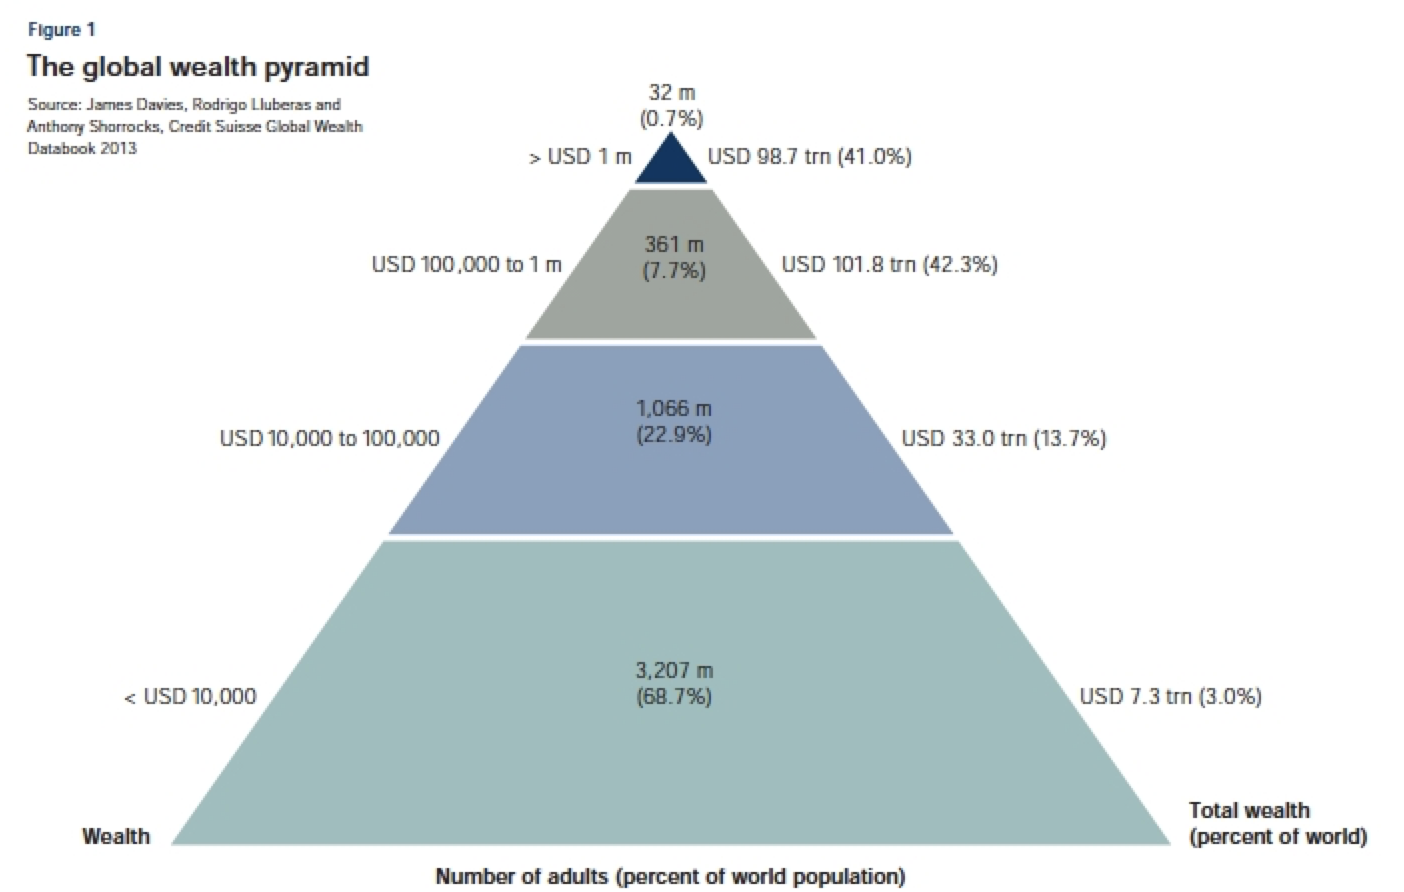 Figure 1
The global wealth pyramid
Source: James Davies, Rodrigo Lluberas and
Anthony Shorrocks, Credit Suisse Global Wealth
Databook 2013
32 m
(0.7%)
> USD 1 m
USD 98.7 trn (41.0%)
361 m
(7.7%)
USD 100,000 to 1 m
USD 101.8 trn (42.3%)
1,066 m
(22.9%)
USD 10,000 to 100,000
USD 33.0 trn (13.7%)
3,207 m
(68.7%)
< USD 10,000
USD 7.3 trn (3.0%)
Wealth
Total wealth
(percent of world)
Number of adults (percent of world population)